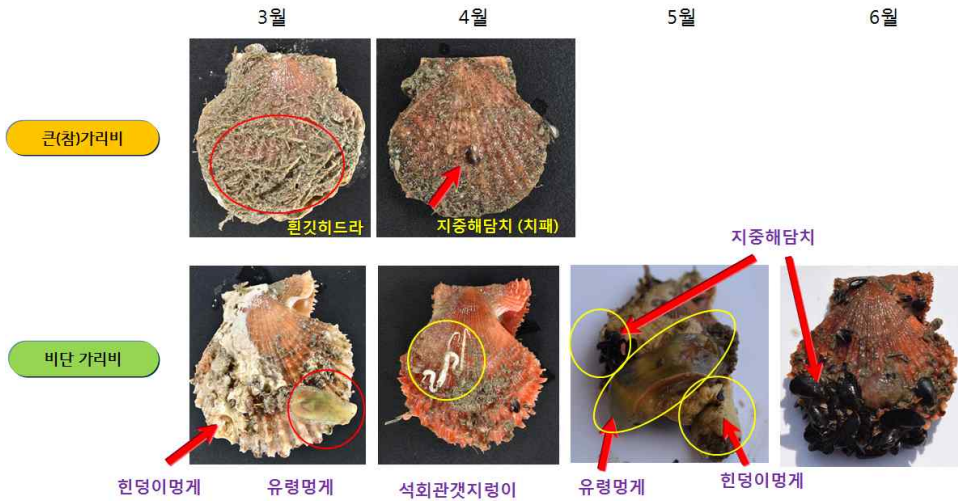 3월
4월
5월
6월
큰(참)가리비
흰깃히드라
지중해담치 (치패)
지중해담치
비단 가리비
흰덩이멍게
유령멍게
석회관갯지렁이
유령멍게
흰덩이멍게